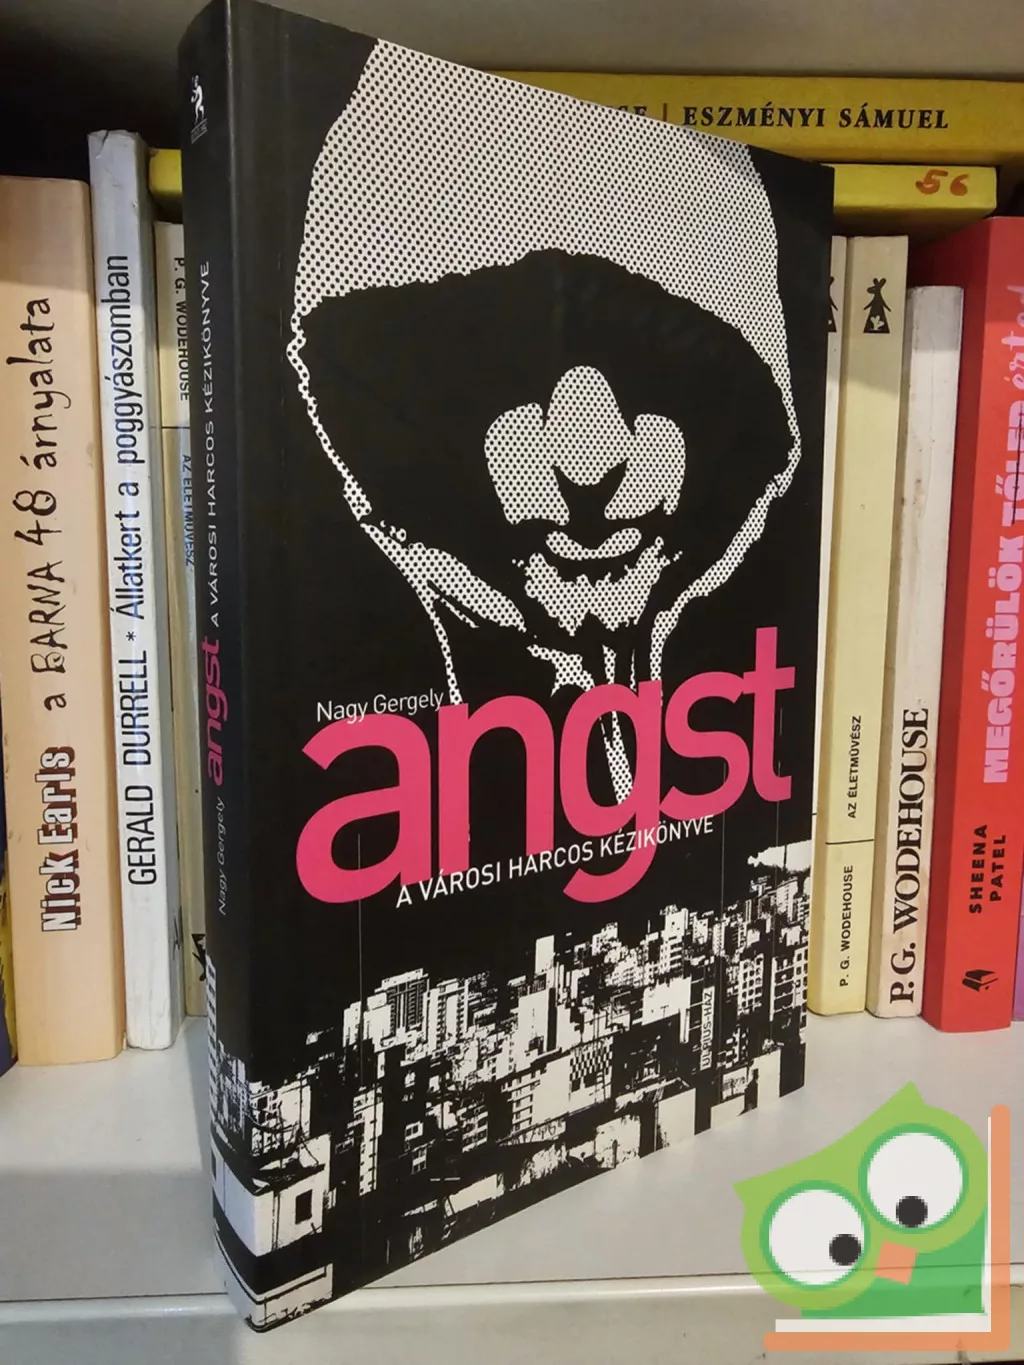 Nagy Gergely
angst
A VÁROSI HARCOS KÉZIKÖNYVE
ULPIUS-HÁZ
Nagy Gergely angst A VÁROSI HARCOS KÉZIKÖNYVE
Nick Earls a BARNA 48 árnyalata
GERALD DURRELL * Állatkert a poggyászomban
P. G. WODEHOUSE
AZ ÉLETMŰVÉSZ
| ESZMÉNYI SÁMUEL
56
P. G. WODEHOUSE
AZ ÉLETMŰVÉSZ
P. G. WODEHOUSE
SHEENA
PATEL
MEGŐRÜLÖK TŐLED érted